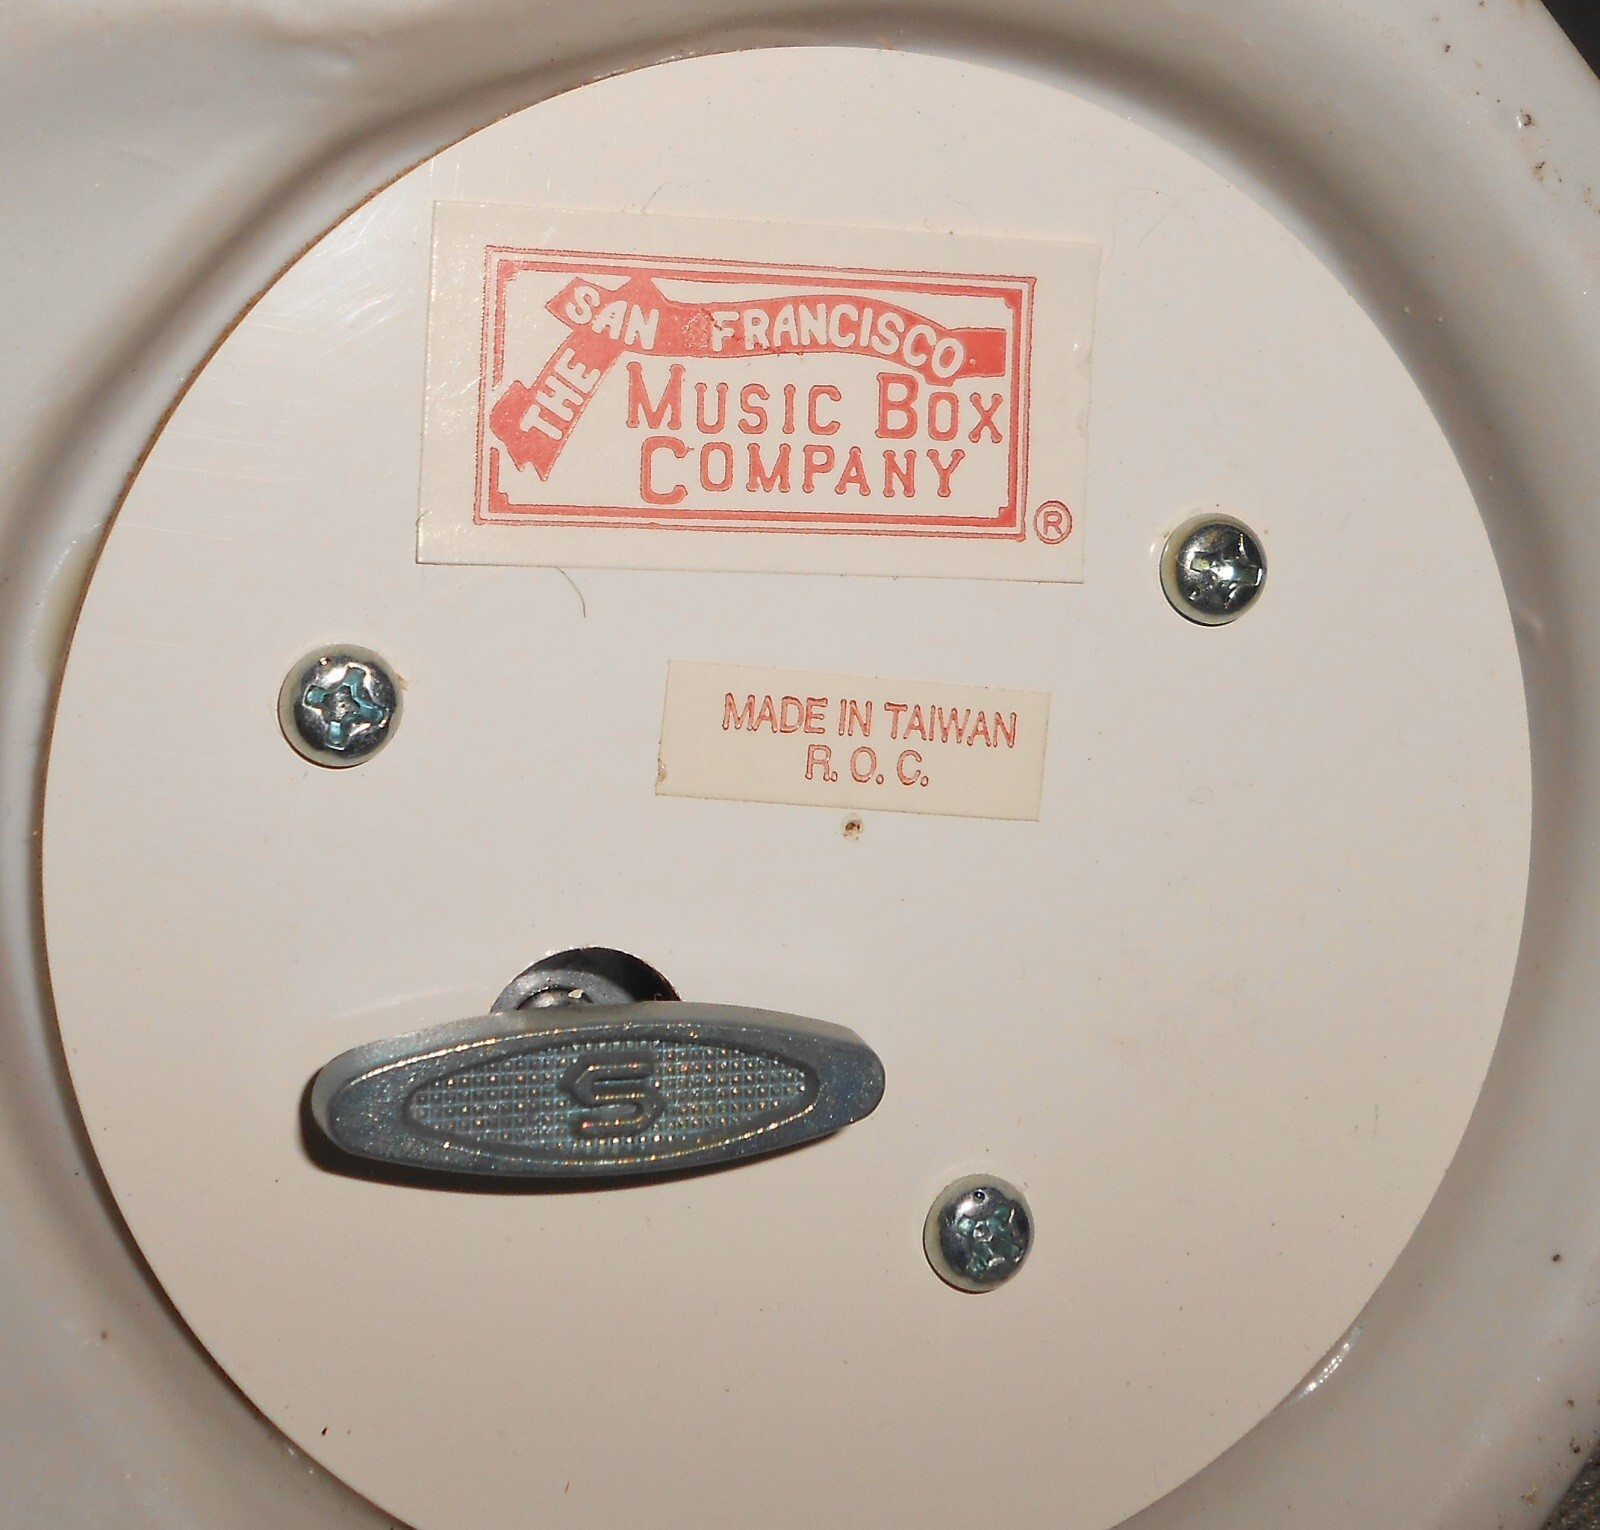 THE SAN FRANCISCO
MUSIC BOX
COMPANY
®
MADE IN TAIWAN
R. O. C.
S